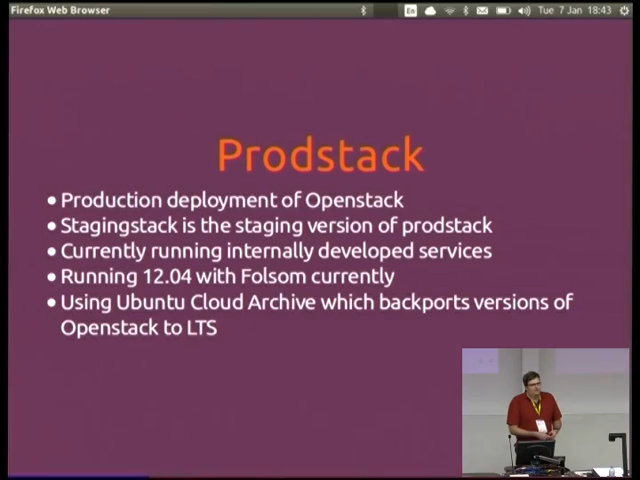 Firefox Web Browser
En
Tue 7 Jan 18:43
Prodstack
Production deployment of Openstack
Stagingstack is the staging version of prodstack
Currently running internally developed services
Running 12.04 with Folsom currently
Using Ubuntu Cloud Archive which backports versions of
Openstack to LTS